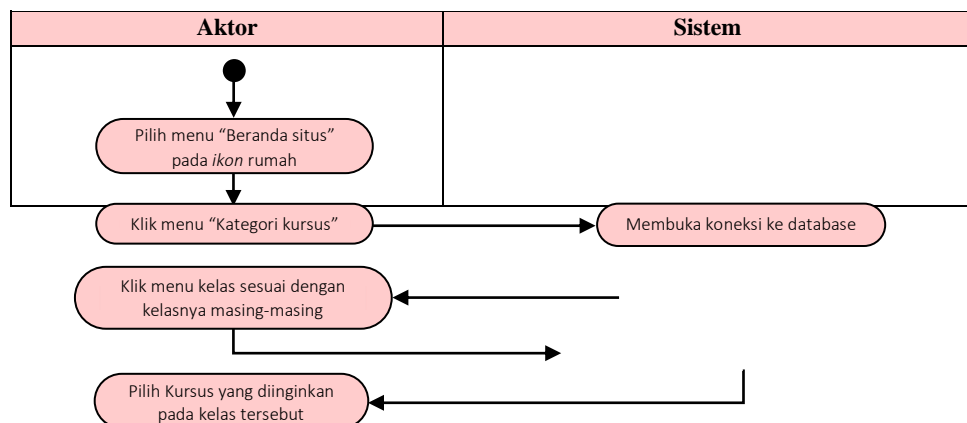 Aktor
Sistem
Pilih menu “Beranda situs”
pada ikon rumah
Klik menu “Kategori kursus”
Membuka koneksi ke database
Klik menu kelas sesuai dengan
kelasnya masing-masing
Pilih Kursus yang diinginkan
pada kelas tersebut